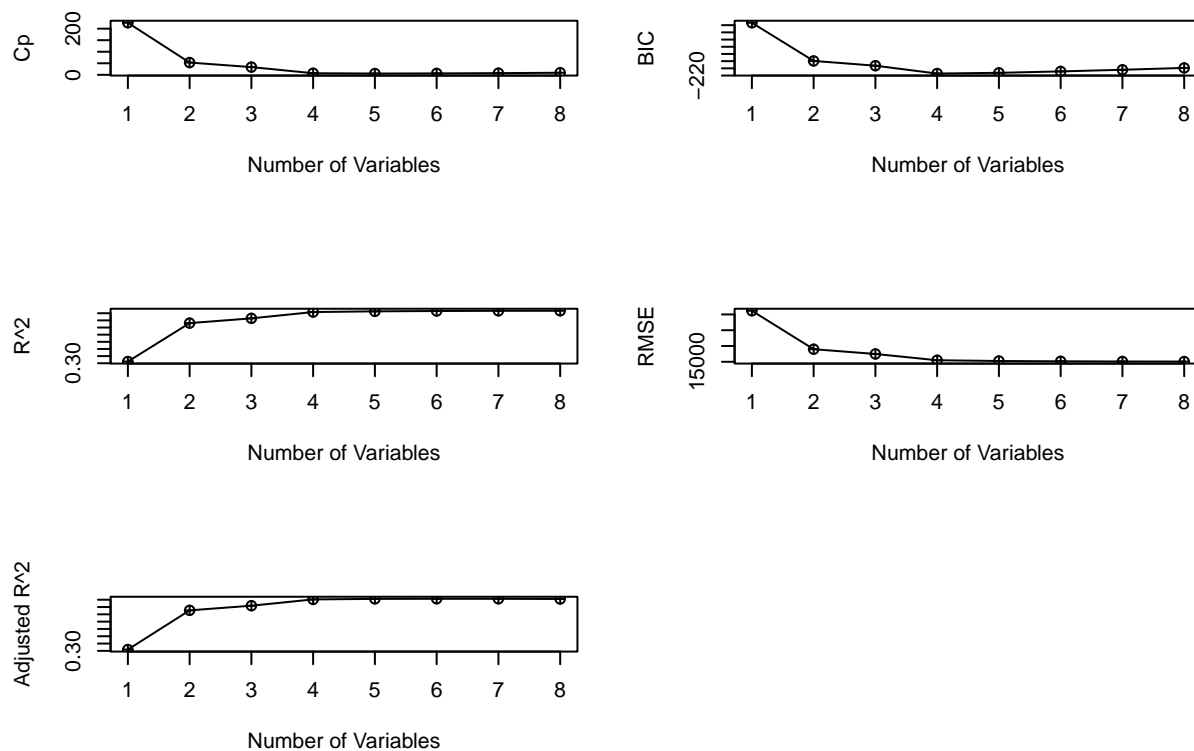 Cp
200
0
1 2 3 4 5 6 7 8
Number of Variables
BIC
−220
1 2 3 4 5 6 7 8
Number of Variables
R^2
0.30
1 2 3 4 5 6 7 8
Number of Variables
RMSE
15000
1 2 3 4 5 6 7 8
Number of Variables
Adjusted R^2
0.30
1 2 3 4 5 6 7 8
Number of Variables